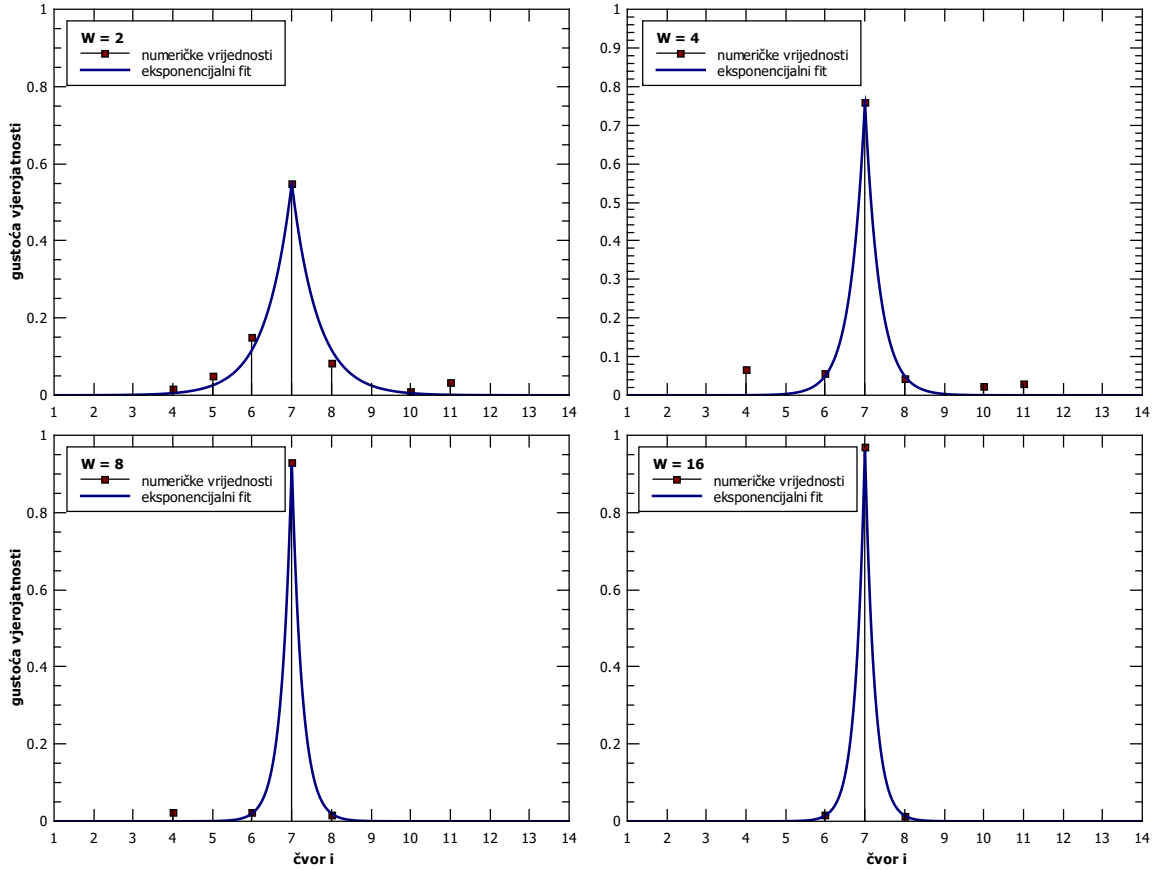 W = 2
numeričke vrijednosti
eksponencijalni fit
gustoća vjerojatnosti
1
0.8
0.6
0.4
0.2
0
1 2 3 4 5 6 7 8 9 10 11 12 13 14
W = 4
numeričke vrijednosti
eksponencijalni fit
1
0.9
0.8
0.7
0.6
0.5
0.4
0.3
0.2
0.1
0
1 2 3 4 5 6 7 8 9 10 11 12 13 14
W = 8
numeričke vrijednosti
eksponencijalni fit
gustoća vjerojatnosti
1
0.8
0.6
0.4
0.2
0
1 2 3 4 5 6 7 8 9 10 11 12 13 14
čvor i
W = 16
numeričke vrijednosti
eksponencijalni fit
1
0.8
0.6
0.4
0.2
0
1 2 3 4 5 6 7 8 9 10 11 12 13 14
čvor i